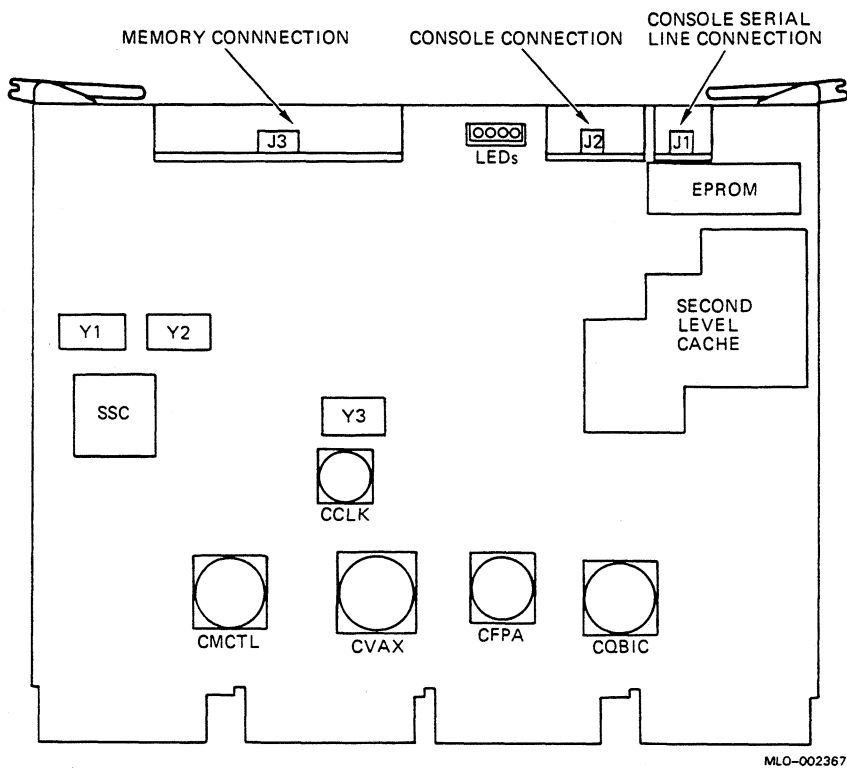 CONSOLE SERIAL
LINE CONNECTION
MEMORY CONNNECTION
CONSOLE CONNECTION
J3
LEDs
J2
J1
EPROM
SECOND
LEVEL
CACHE
Y1
Y2
SSC
Y3
CCLK
CMCTL
CVAX
CFPA
CQBIC
MLO-002367